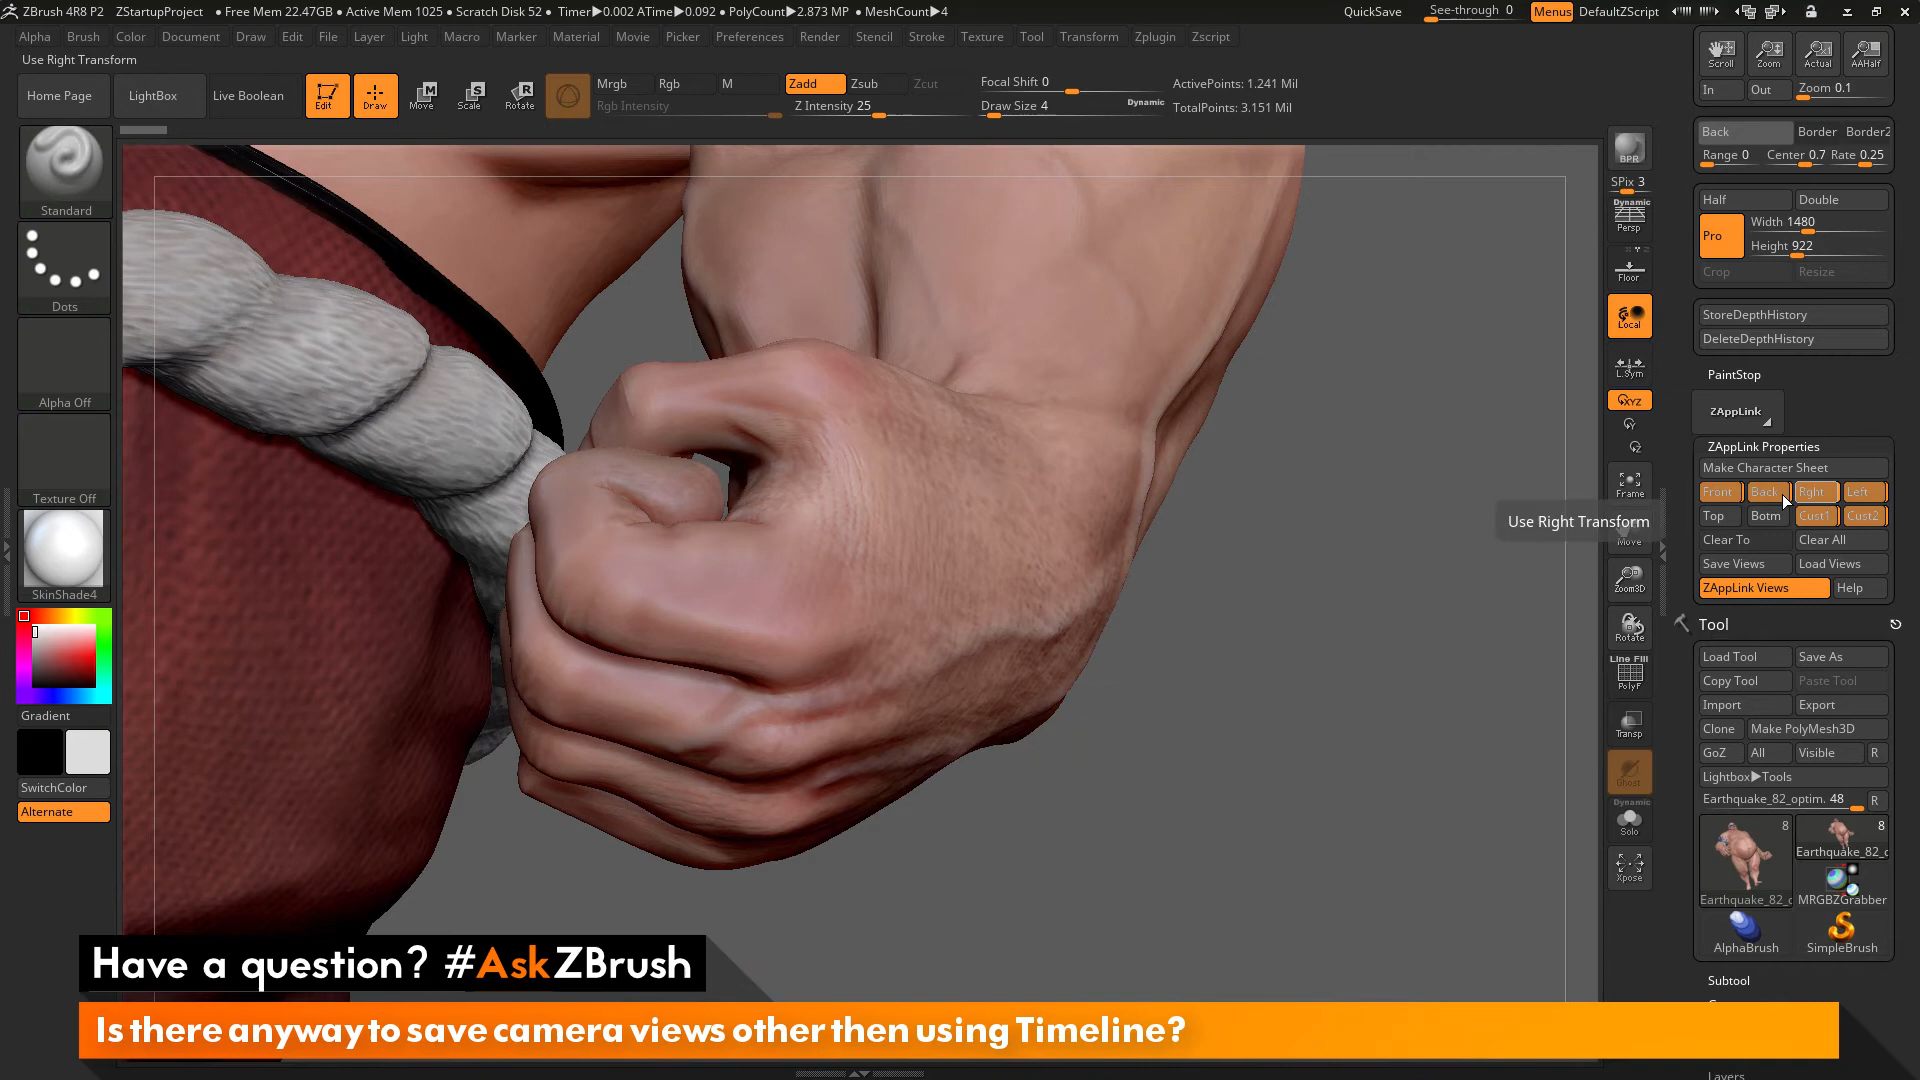 ZBrush 4R8 P2 ZStartupProject • Free Mem 22.47GB • Active Mem 1025 • Scratch Disk 52 • Timer▶0.002 ATime▶0.092 • PolyCount▶2.873 MP • MeshCount▶4 QuickSave See-through 0 Menus DefaultZScript
Alpha Brush Color Document Draw Edit File Layer Light Macro Marker Material Movie Picker Preferences Render Stencil Stroke Texture Tool Transform Zplugin Zscript
Use Right Transform
Home Page LightBox Live Boolean Edit Draw Move Scale Rotate
Mrgb Rgb M Zadd Zsub Zcut Focal Shift 0 ActivePoints: 1.241 Mil
Rgb Intensity Z Intensity 25 Draw Size 4 Dynamic TotalPoints: 3.151 Mil
Standard
Dots
Alpha Off
Texture Off
SkinShade4
Gradient
SwitchColor
Alternate
BPR
SPix 3
Dynamic
Persp
Floor
Local
L.Sym
XYZ
Y
Z
Frame
Move
Zoom3D
Rotate
Line Fill
PolyF
Transp
Ghost
Dynamic
Solo
Xpose
Use Right Transform
Scroll Zoom Actual AAHalf
In Out Zoom 0.1
Back Border Border2
Range 0 Center 0.7 Rate 0.25
Half Double
Pro Width 1480
Height 922
Crop Resize
StoreDepthHistory
DeleteDepthHistory
PaintStop
ZAppLink
ZAppLink Properties
Make Character Sheet
Front Back Rght Left
Top Botm Cust1 Cust2
Clear To Clear All
Save Views Load Views
ZAppLink Views Help
Tool
Load Tool Save As
Copy Tool Paste Tool
Import Export
Clone Make PolyMesh3D
GoZ All Visible R
Lightbox▶Tools
Earthquake_82_optim. 48 R
8 8
Earthquake_82_c
Earthquake_82_c MRGBZGrabber
AlphaBrush SimpleBrush
Subtool
Layers
Have a question? #AskZBrush
Is there anyway to save camera views other then using Timeline?